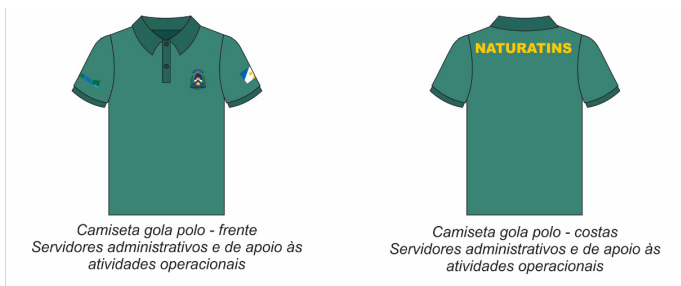 NATURATINS
Camiseta gola polo - frente
Servidores administrativos e de apoio às
atividades operacionais
Camiseta gola polo - costas
Servidores administrativos e de apoio às
atividades operacionais